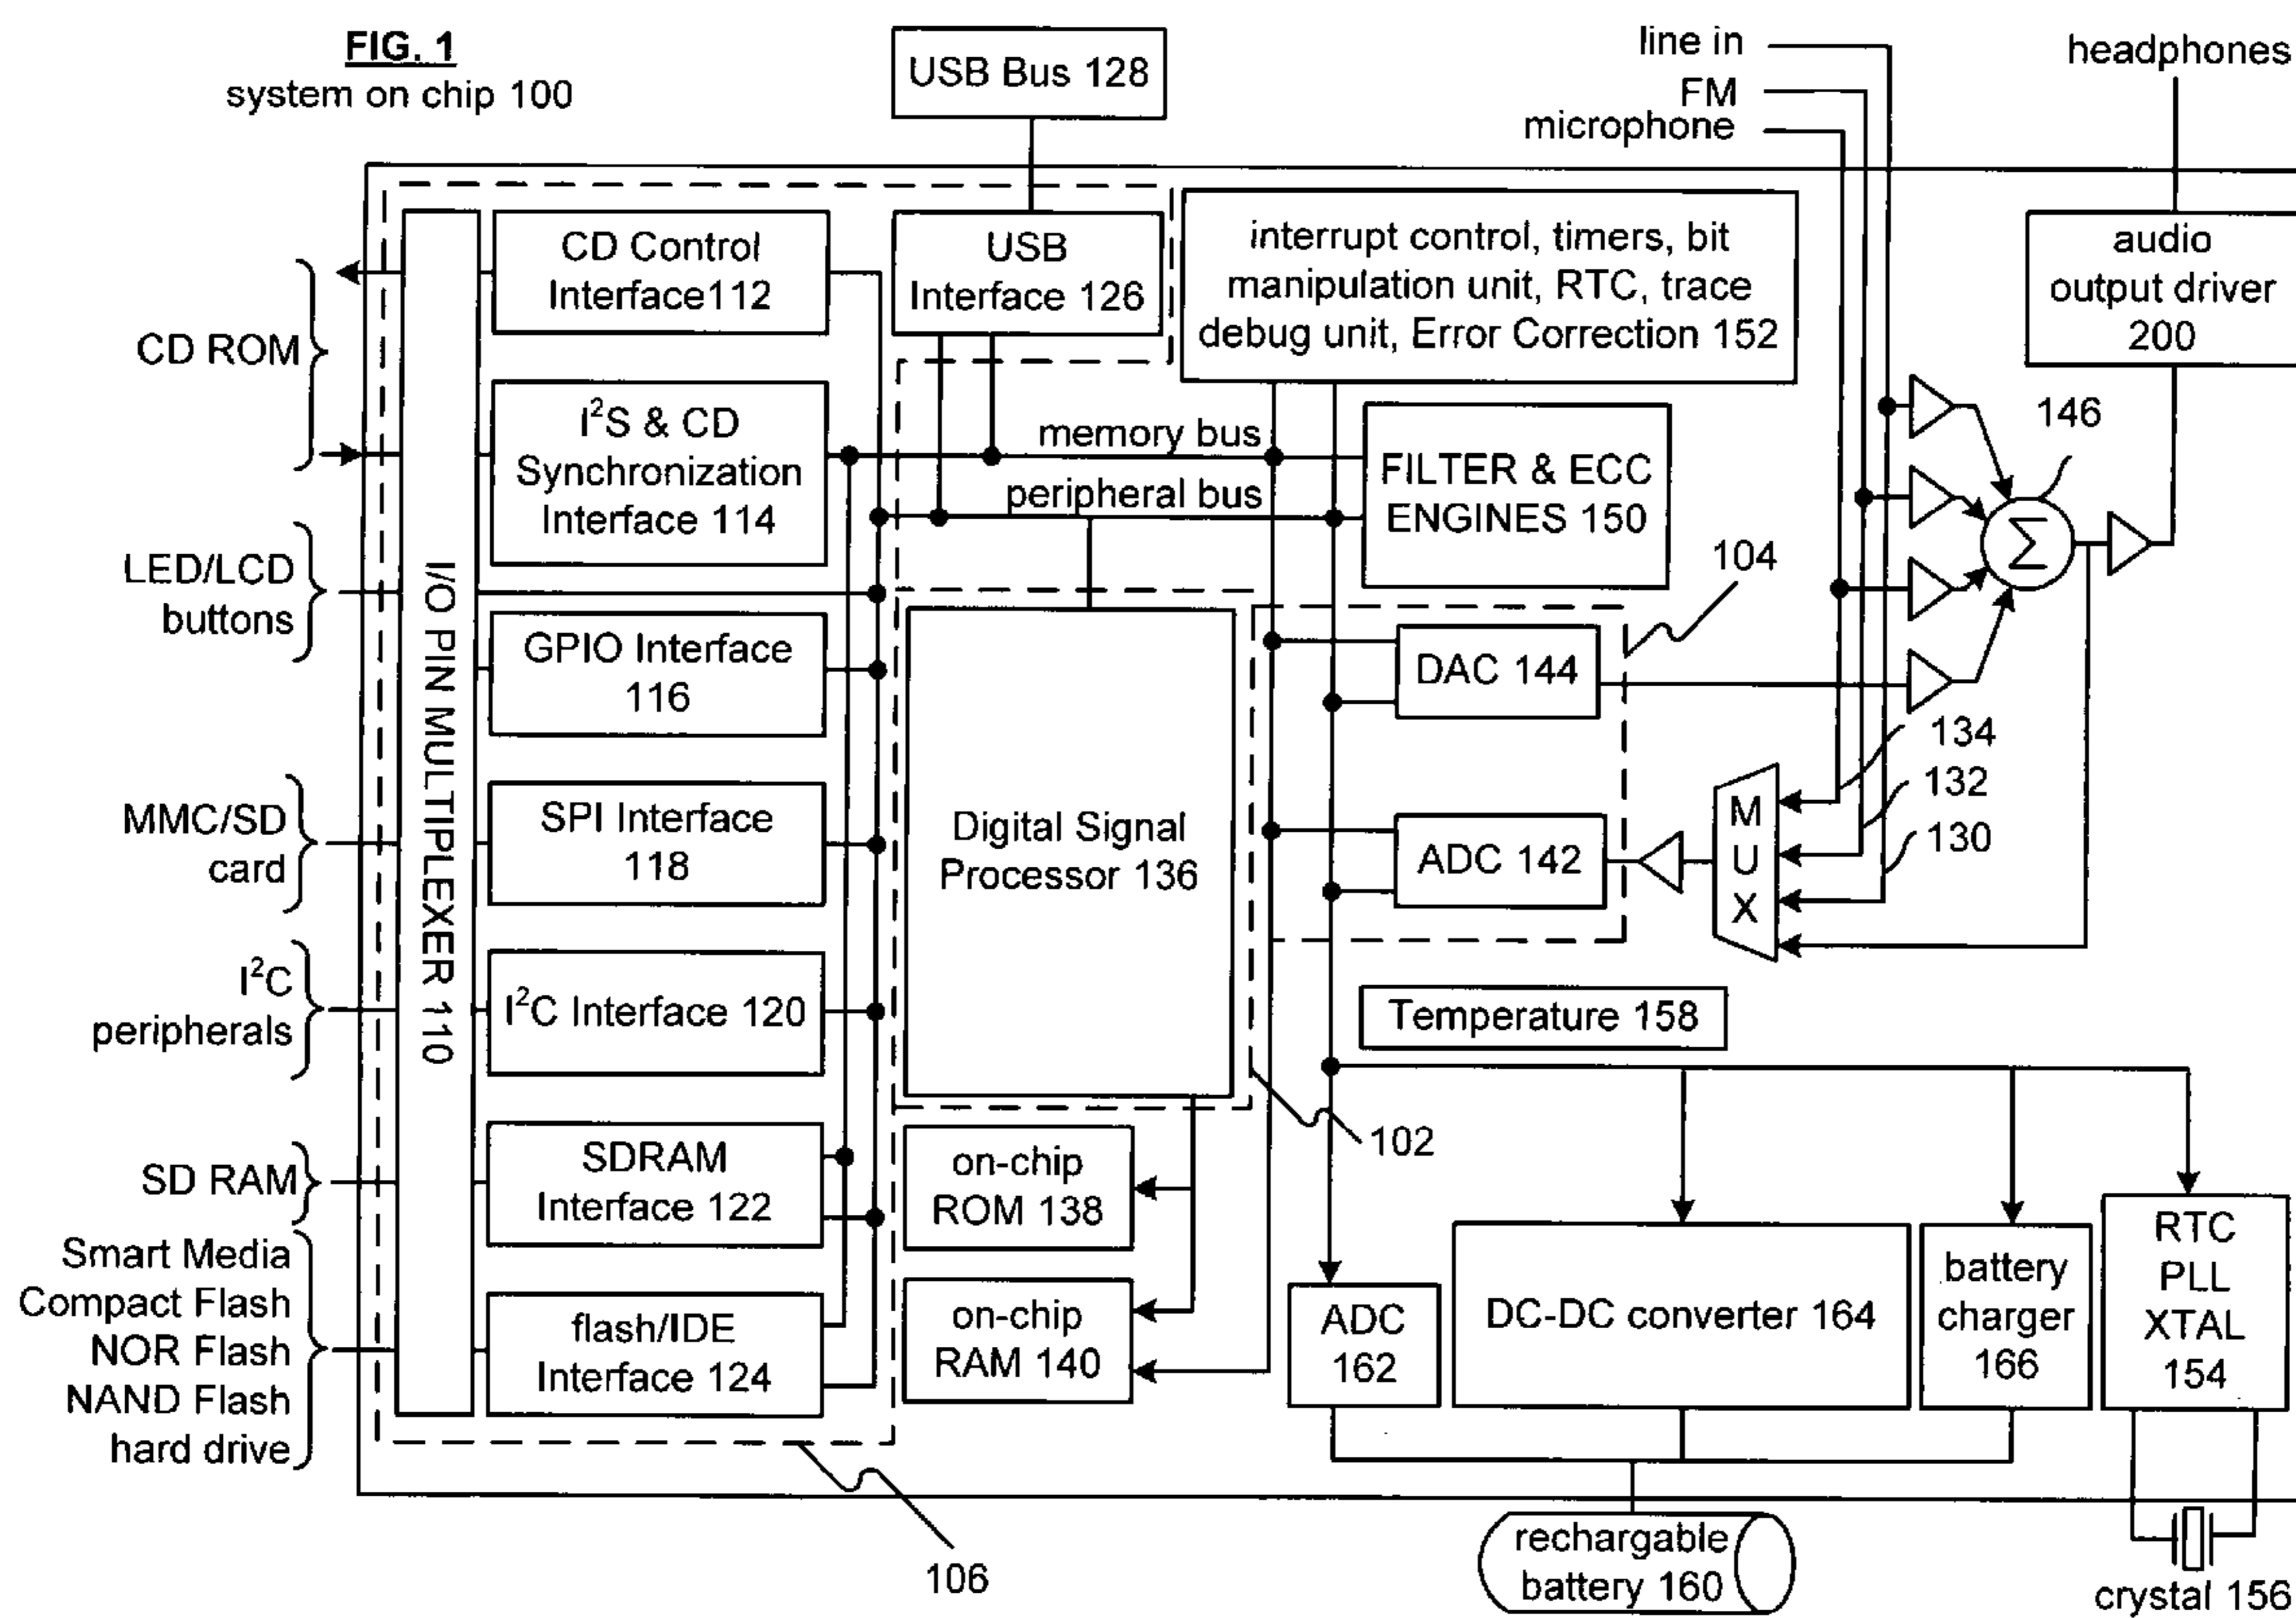 FIG. 1
system on chip 100
USB Bus 128
line in
FM
microphone
headphones
CD ROM
LED/LCD
buttons
MMC/SD
card
I²C
peripherals
SD RAM
Smart Media
Compact Flash
NOR Flash
NAND Flash
hard drive
I/O PIN MULTIPLEXER 110
CD Control
Interface112
I²S & CD
Synchronization
Interface 114
GPIO Interface
116
SPI Interface
118
I²C Interface 120
SDRAM
Interface 122
flash/IDE
Interface 124
106
USB
Interface 126
interrupt control, timers, bit
manipulation unit, RTC, trace
debug unit, Error Correction 152
memory bus
peripheral bus
FILTER & ECC
ENGINES 150
Digital Signal
Processor 136
on-chip
ROM 138
on-chip
RAM 140
102
104
DAC 144
ADC 142
MUX
134
132
130
146
Σ
audio
output driver
200
Temperature 158
ADC
162
DC-DC converter 164
battery
charger
166
RTC
PLL
XTAL
154
rechargable
battery 160
crystal 156